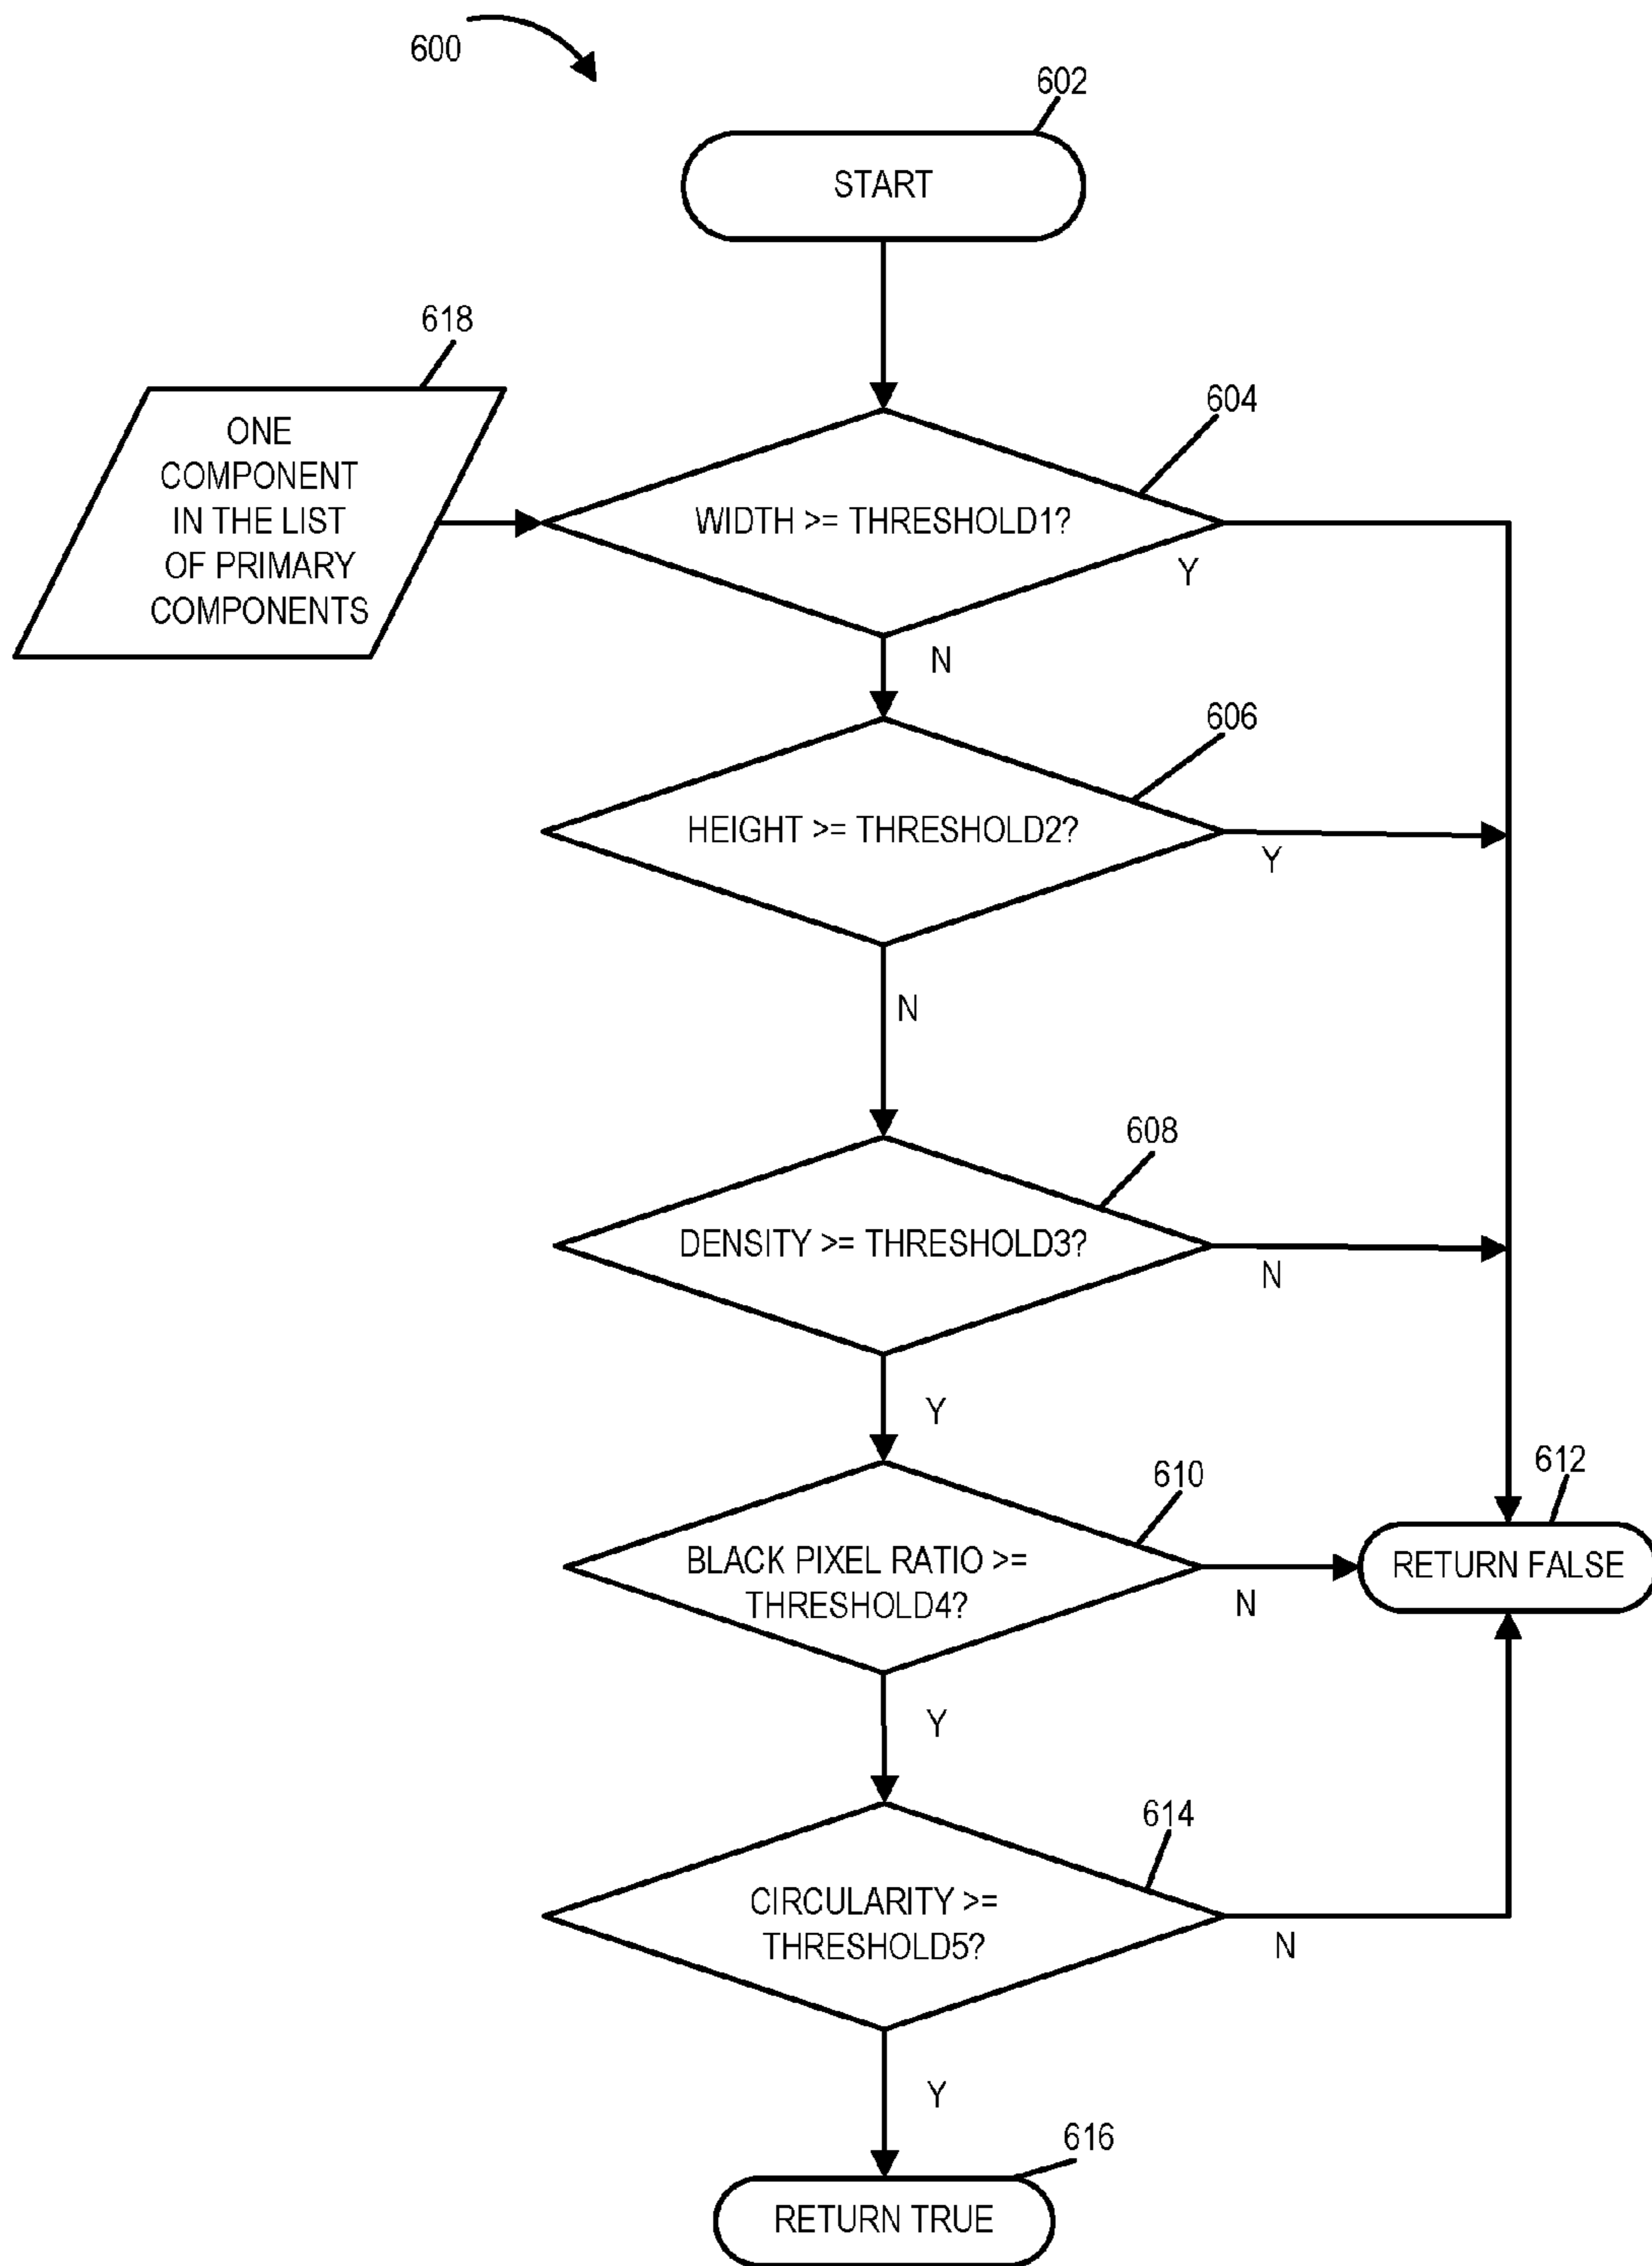 600
602
START
618
ONE
COMPONENT
IN THE LIST
OF PRIMARY
COMPONENTS
604
WIDTH >= THRESHOLD1?
Y
N
606
HEIGHT >= THRESHOLD2?
Y
N
608
DENSITY >= THRESHOLD3?
N
Y
610
BLACK PIXEL RATIO >=
THRESHOLD4?
N
612
RETURN FALSE
Y
614
CIRCULARITY >=
THRESHOLD5?
N
Y
616
RETURN TRUE